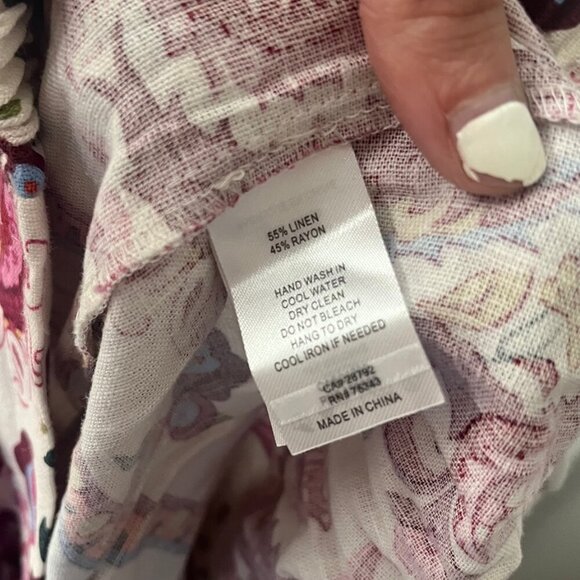 55% LINEN
45% RAYON
HAND WASH IN
COOL WATER
DRY CLEAN
DO NOT BLEACH
HANG TO DRY
COOL IRON IF NEEDED
MADE IN CHINA